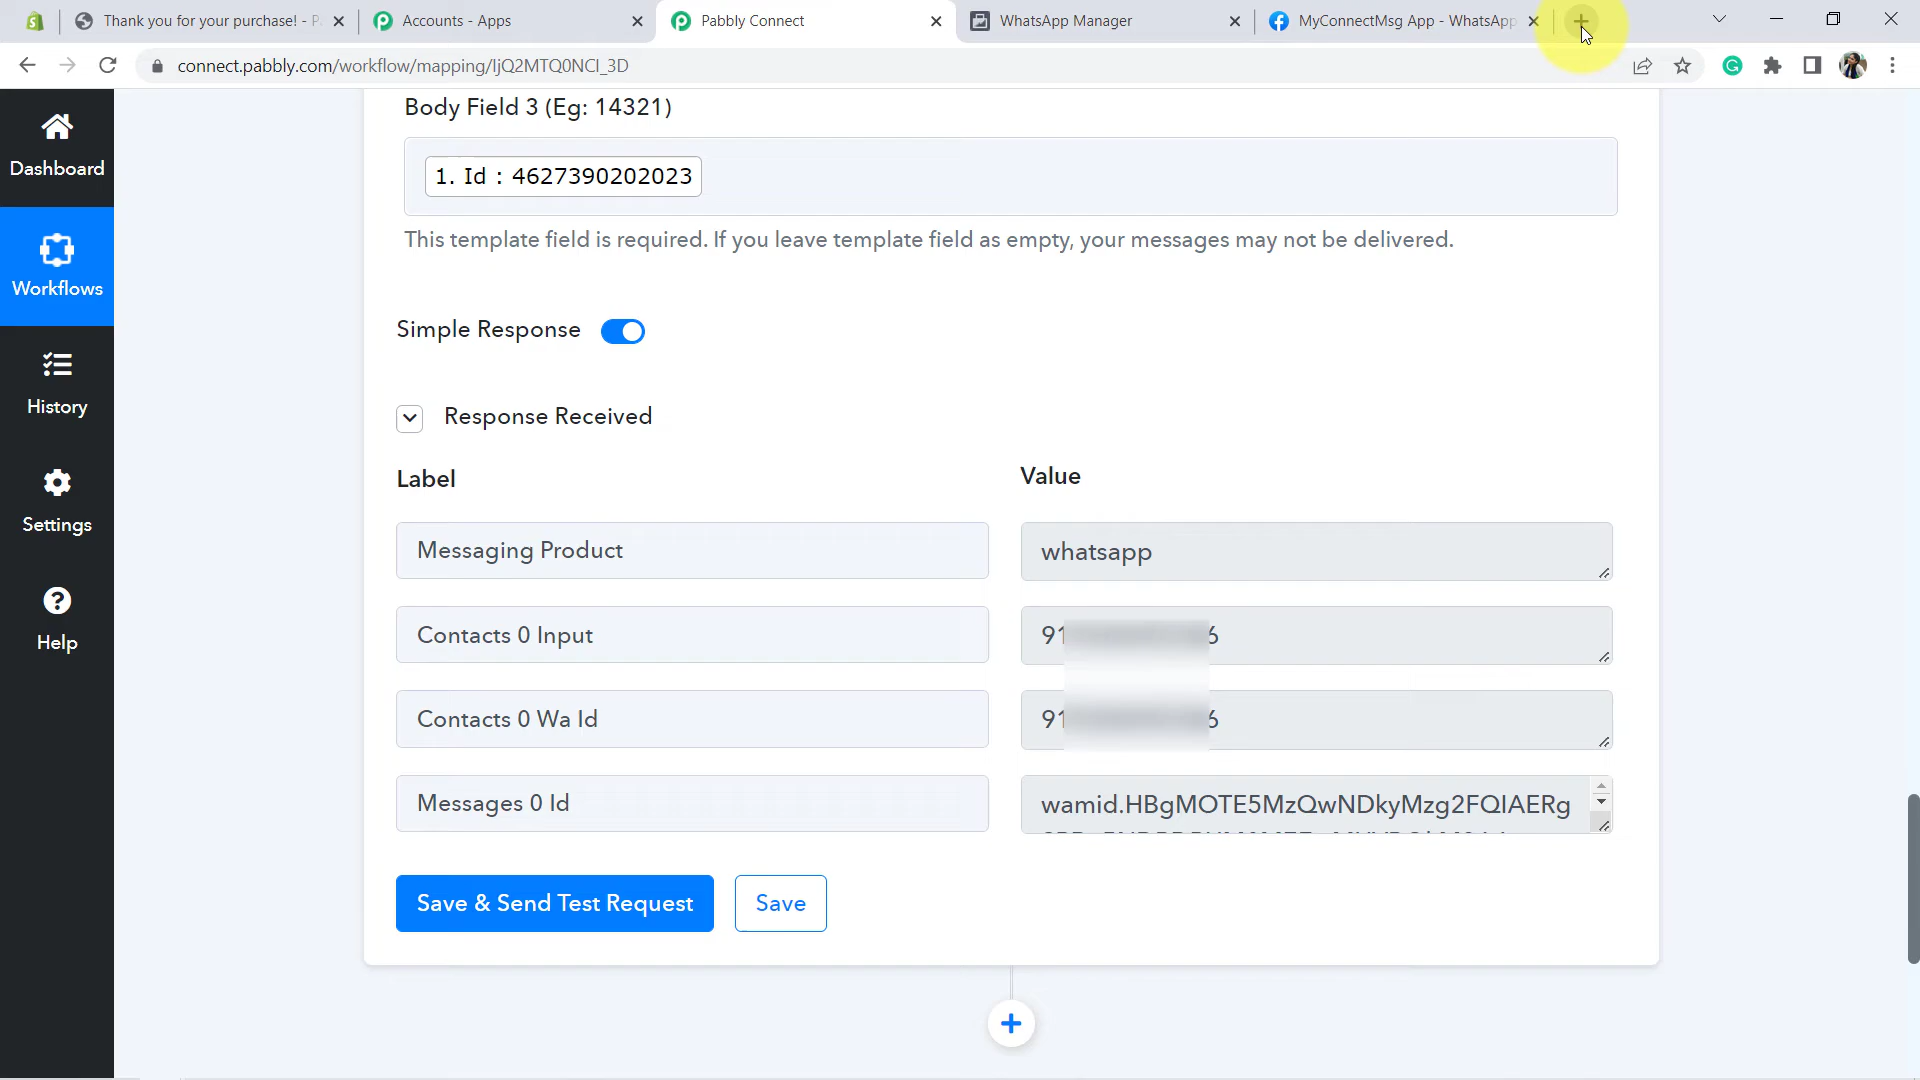 Thank you for your purchase! - P
Accounts - Apps
Pabbly Connect
WhatsApp Manager
MyConnectMsg App - WhatsApp
connect.pabbly.com/workflow/mapping/IjQ2MTQ0NCI_3D
Body Field 3 (Eg: 14321)
1. Id : 4627390202023
This template field is required. If you leave template field as empty, your messages may not be delivered.
Dashboard
Workflows
History
Settings
Help
Simple Response
Response Received
Label
Value
Messaging Product
whatsapp
Contacts 0 Input
91 6
Contacts 0 Wa Id
91 6
Messages 0 Id
wamid.HBgMOTE5MzQwNDkyMzg2FQIAERg
Save & Send Test Request
Save